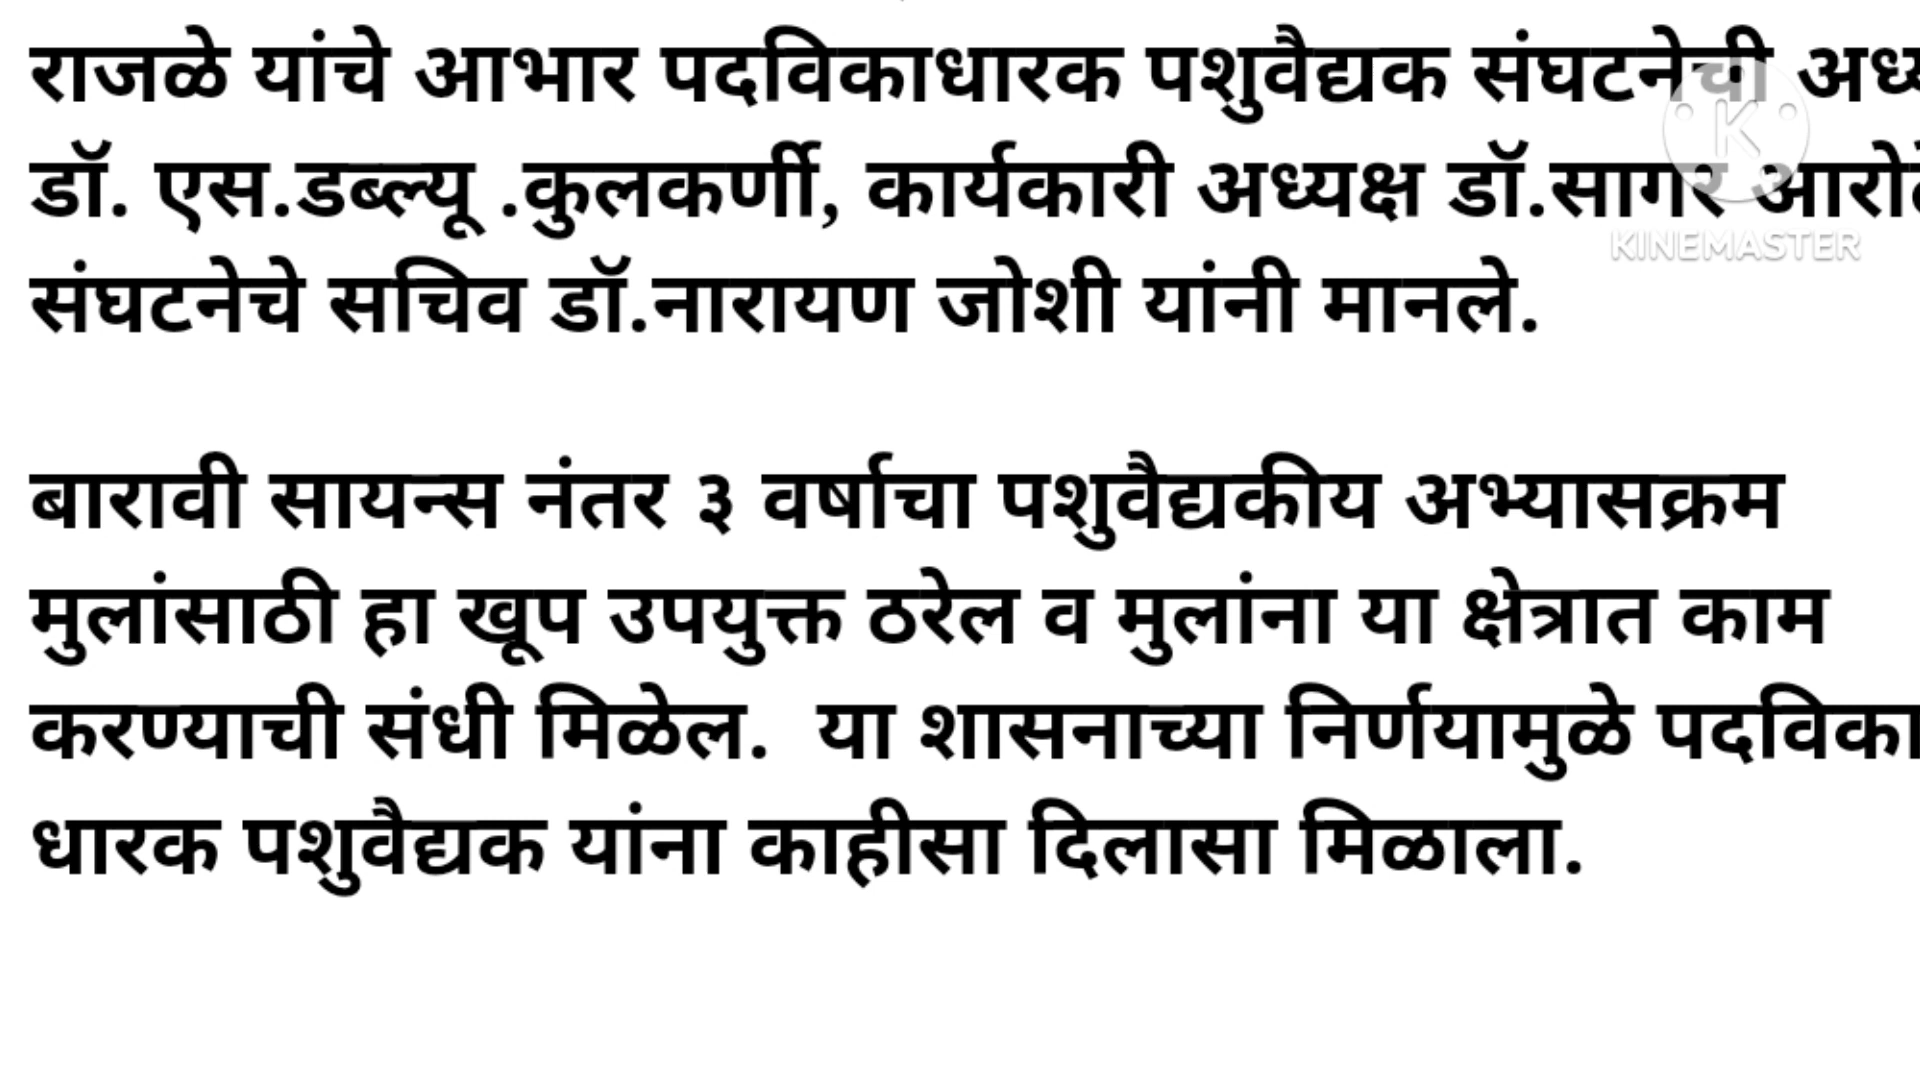 राजळे यांचे आभार पदविकाधारक पशुवैद्यक संघटनेची
डॉ. एस.डब्ल्यू .कुलकर्णी, कार्यकारी अध्यक्ष डॉ.सागर
संघटनेचे सचिव डॉ.नारायण जोशी यांनी मानले.
KINEMASTER
बारावी सायन्स नंतर ३ वर्षाचा पशुवैद्यकीय अभ्यासक्रम
मुलांसाठी हा खूप उपयुक्त ठरेल व मुलांना या क्षेत्रात काम
करण्याची संधी मिळेल. या शासनाच्या निर्णयामुळे पदविका
धारक पशुवैद्यक यांना काहीसा दिलासा मिळाला.